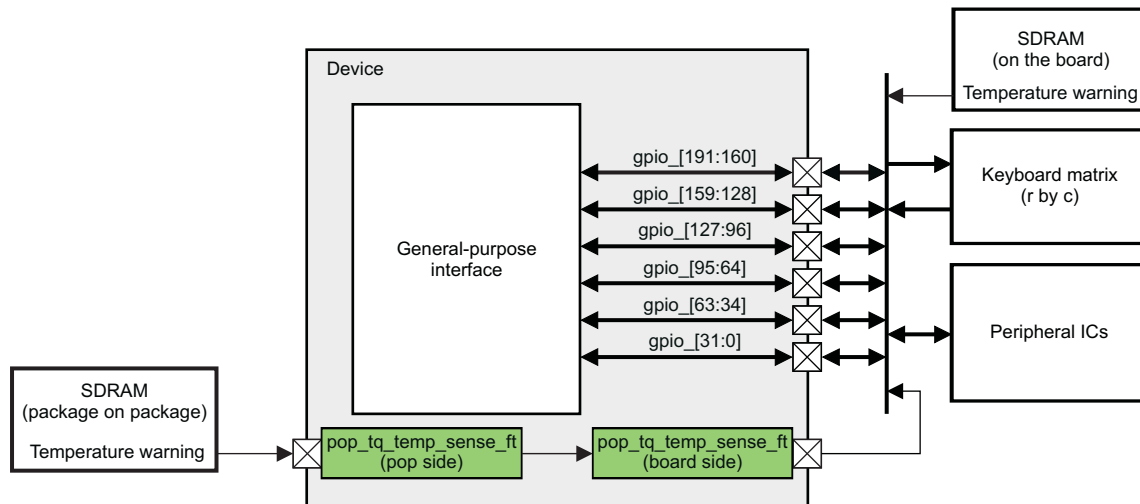 SDRAM
(on the board)
Temperature warning
Device
gpio_[191:160]
Keyboard matrix
(r by c)
gpio_[159:128]
General-purpose
interface
gpio_[127:96]
gpio_[95:64]
gpio_[63:34]
gpio_[31:0]
Peripheral ICs
SDRAM
(package on package)
Temperature warning
pop_tq_temp_sense_ft
(pop side)
pop_tq_temp_sense_ft
(board side)